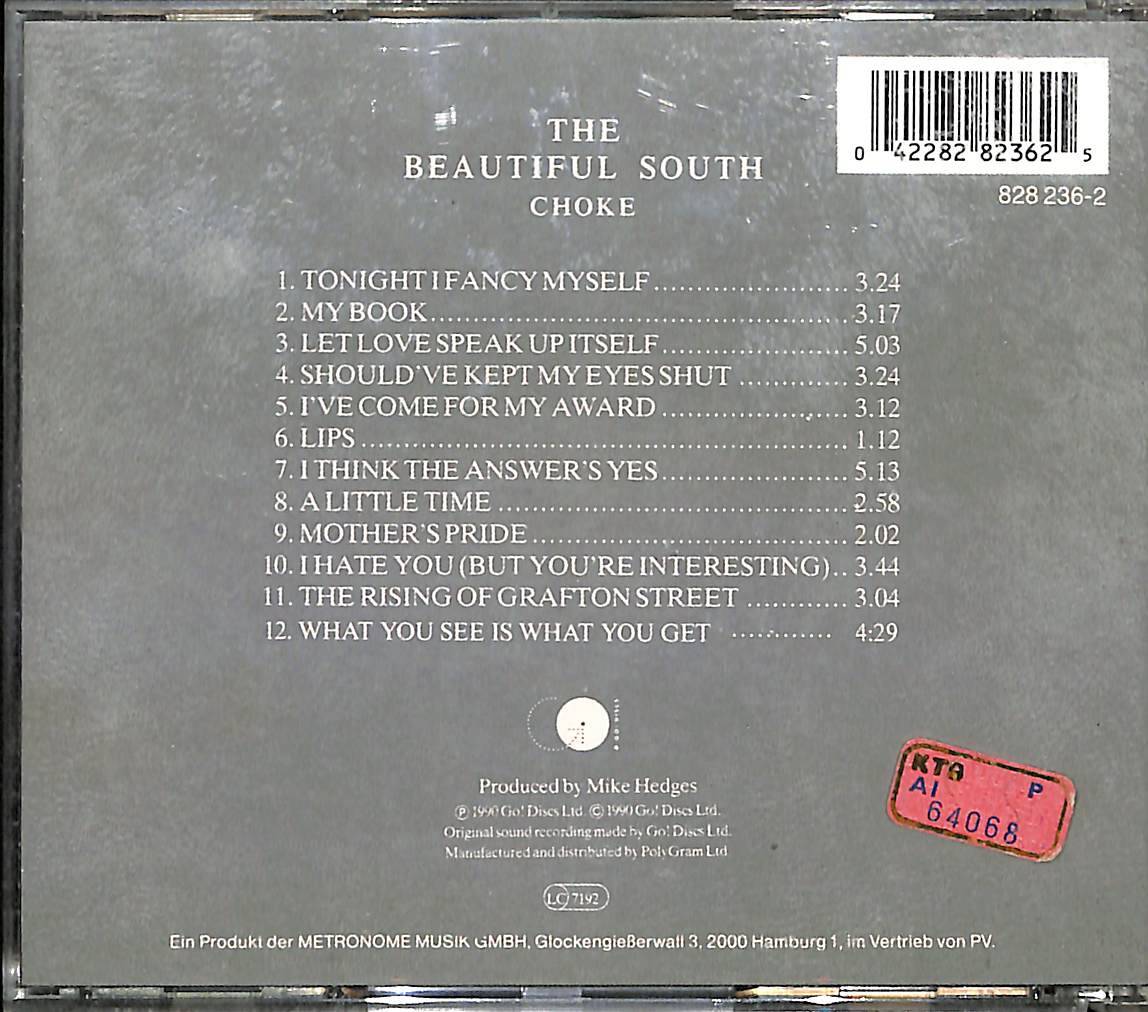 THE
BEAUTIFUL SOUTH
CHOKE
0 42282 82362 5
828 236-2
1. TONIGHT I FANCY MYSELF ....................... 3.24
2. MY BOOK .................................................. 3.17
3. LET LOVE SPEAK UP ITSELF ...................... 5.03
4. SHOULD'VE KEPT MY EYES SHUT ............. 3.24
5. I'VE COME FOR MY AWARD ...................... 3.12
6. LIPS .......................................................... 1.12
7. I THINK THE ANSWER'S YES ...................... 5.13
8. A LITTLE TIME .......................................... 2.58
9. MOTHER'S PRIDE ...................................... 2.02
10. I HATE YOU (BUT YOU'RE INTERESTING) .. 3.44
11. THE RISING OF GRAFTON STREET ............ 3.04
12. WHAT YOU SEE IS WHAT YOU GET ............ 4:29
Produced by Mike Hedges
Ⓟ 1990 Go! Discs Ltd. © 1990 Go! Discs Ltd.
Original sound recording made by Go! Discs Ltd.
Manufactured and distributed by PolyGram Ltd
LC 7192
KTA
AI P
64068
Ein Produkt der METRONOME MUSIK GMBH, Glockengießerwall 3, 2000 Hamburg 1, im Vertrieb von PV.